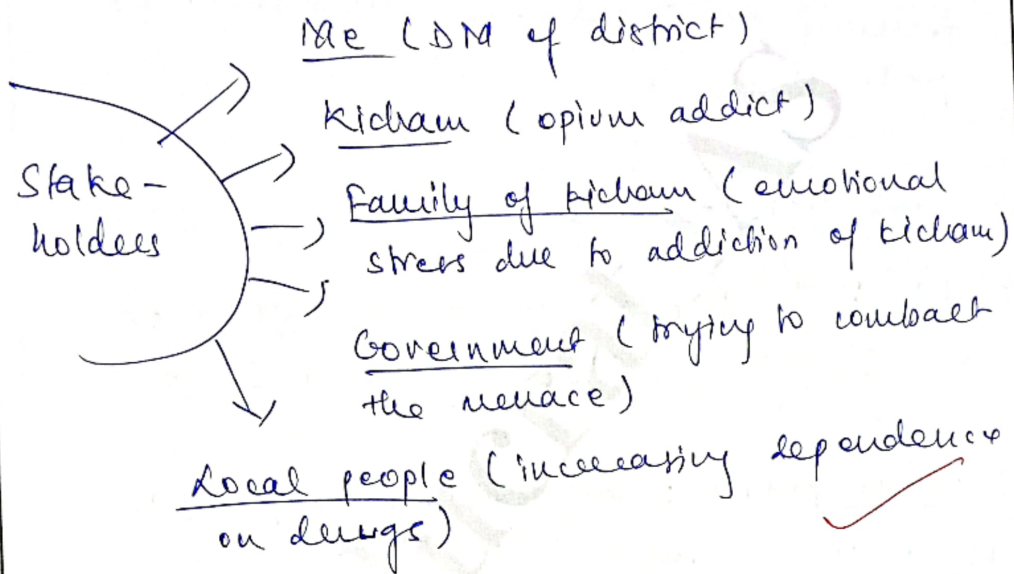 Me (DM of district)
Kicham (opium addict)
Stake-
holders
Family of Kicham (emotional
stress due to addiction of Kicham)
Government (trying to combact
the menace)
Local people (increasing dependence
on drugs)